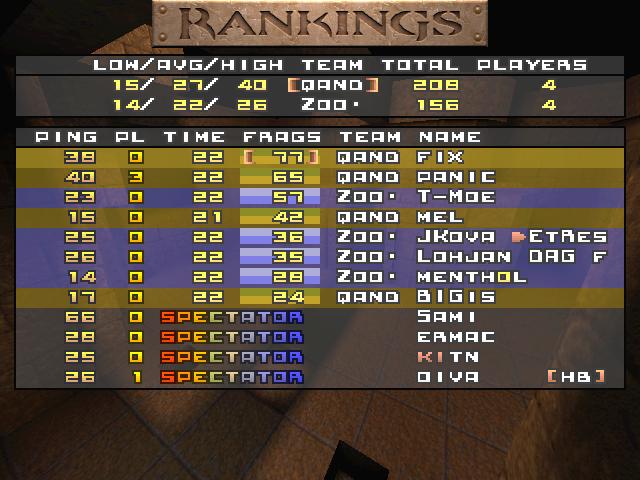 RANKINGS
LOW/AVG/HIGH TEAM TOTAL PLAYERS
15/ 27/ 40 [QAND] 208 4
14/ 22/ 26 ZOO· 156 4
PING PL TIME FRAGS TEAM NAME
38 0 22 [ 77] QAND FIX
40 3 22 65 QAND PANIC
23 0 22 57 ZOO· T-MOE
15 0 21 42 QAND MEL
25 0 22 36 ZOO· JKOVA ETRES
26 0 22 35 ZOO· LOHJAN OAG F
14 0 22 28 ZOO· MENTHOL
17 0 22 24 QAND BIGIS
66 0 SPECTATOR SAMI
28 0 SPECTATOR ERMAC
25 0 SPECTATOR KITN
26 1 SPECTATOR OIVA [HB]